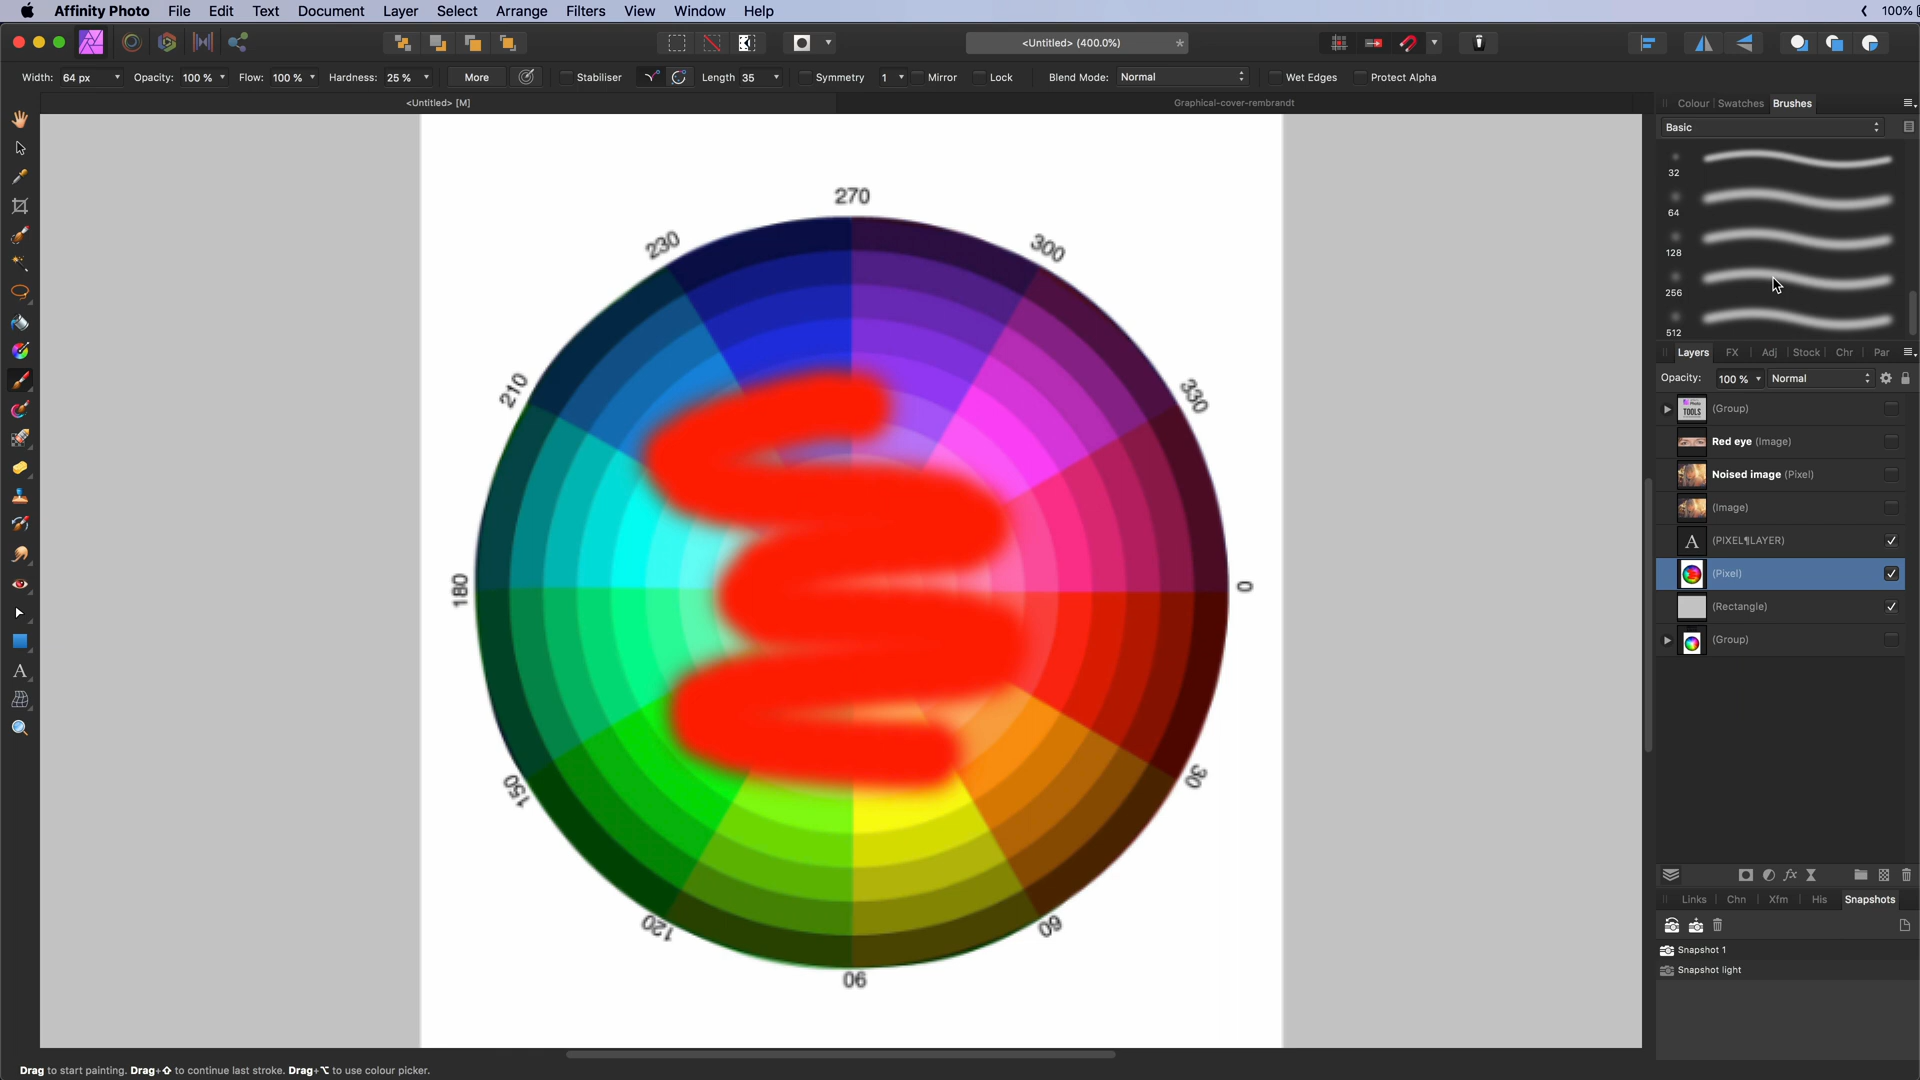 Affinity Photo File Edit Text Document Layer Select Arrange Filters View Window Help 100%
<Untitled> (400.0%)
Width: 64 px Opacity: 100 % Flow: 100 % Hardness: 25 % More Stabiliser Length 35 Symmetry 1 Mirror Lock Blend Mode: Normal Wet Edges Protect Alpha
<Untitled> [M] Graphical-cover-rembrandt
Colour Swatches Brushes
Basic
32
64
128
256
512
270
230
300
210
330
180
0
150
30
120
60
90
Layers FX Adj Stock Chr Par
Opacity: 100 % Normal
TOOLS (Group)
Red eye (Image)
Noised image (Pixel)
(Image)
A (PIXEL¶LAYER)
(Pixel)
(Rectangle)
(Group)
fx
Links Chn Xfm His Snapshots
Snapshot 1
Snapshot light
Drag to start painting. Drag+⇧ to continue last stroke. Drag+⌥ to use colour picker.